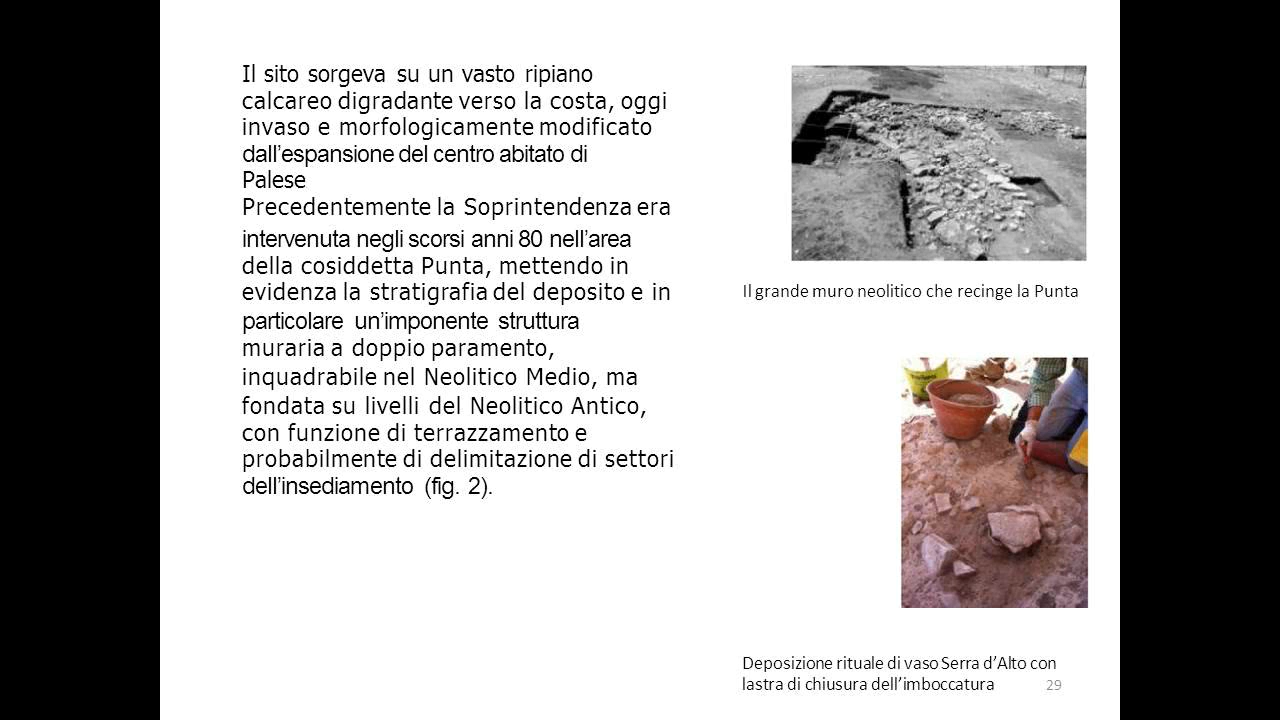 Il sito sorgeva su un vasto ripiano
calcareo digradante verso la costa, oggi
invaso e morfologicamente modificato
dall’espansione del centro abitato di
Palese
Precedentemente la Soprintendenza era
intervenuta negli scorsi anni 80 nell’area
della cosiddetta Punta, mettendo in
evidenza la stratigrafia del deposito e in
particolare un’imponente struttura
muraria a doppio paramento,
inquadrabile nel Neolitico Medio, ma
fondata su livelli del Neolitico Antico,
con funzione di terrazzamento e
probabilmente di delimitazione di settori
dell’insediamento (fig. 2).
Il grande muro neolitico che recinge la Punta
Deposizione rituale di vaso Serra d’Alto con
lastra di chiusura dell’imboccatura
29